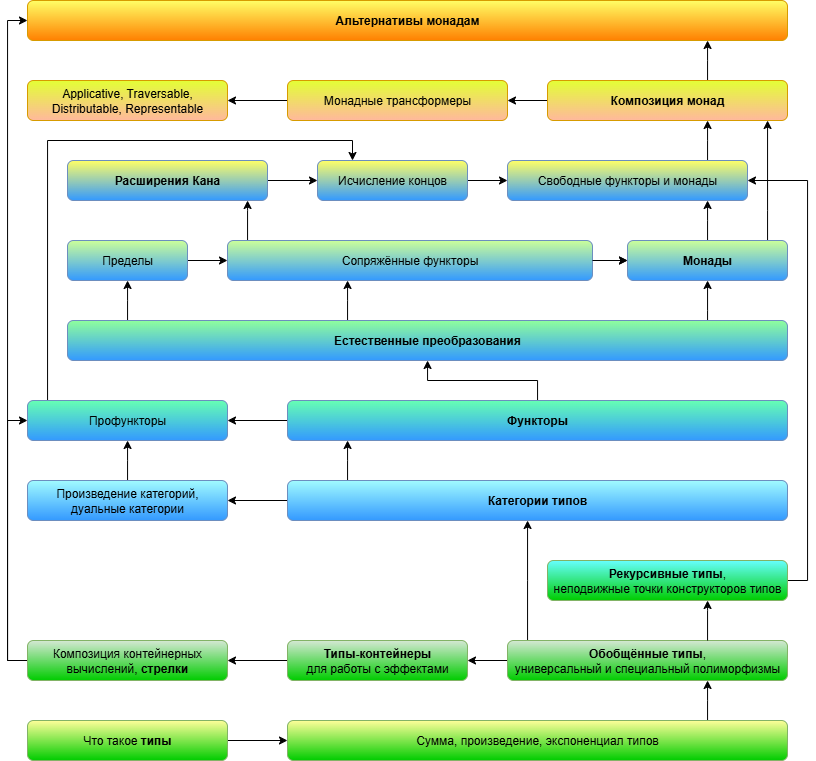 Альтернативы монадам
Applicative, Traversable,
Distributable, Representable
Монадные трансформеры
Композиция монад
Расширения Кана
Исчисление концов
Свободные функторы и монады
Пределы
Сопряжённые функторы
Монады
Естественные преобразования
Профункторы
Функторы
Произведение категорий,
дуальные категории
Категории типов
Рекурсивные типы,
неподвижные точки конструкторов типов
Композиция контейнерных
вычислений, стрелки
Типы-контейнеры
для работы с эффектами
Обобщённые типы,
универсальный и специальный полиморфизмы
Что такое типы
Сумма, произведение, экспоненциал типов